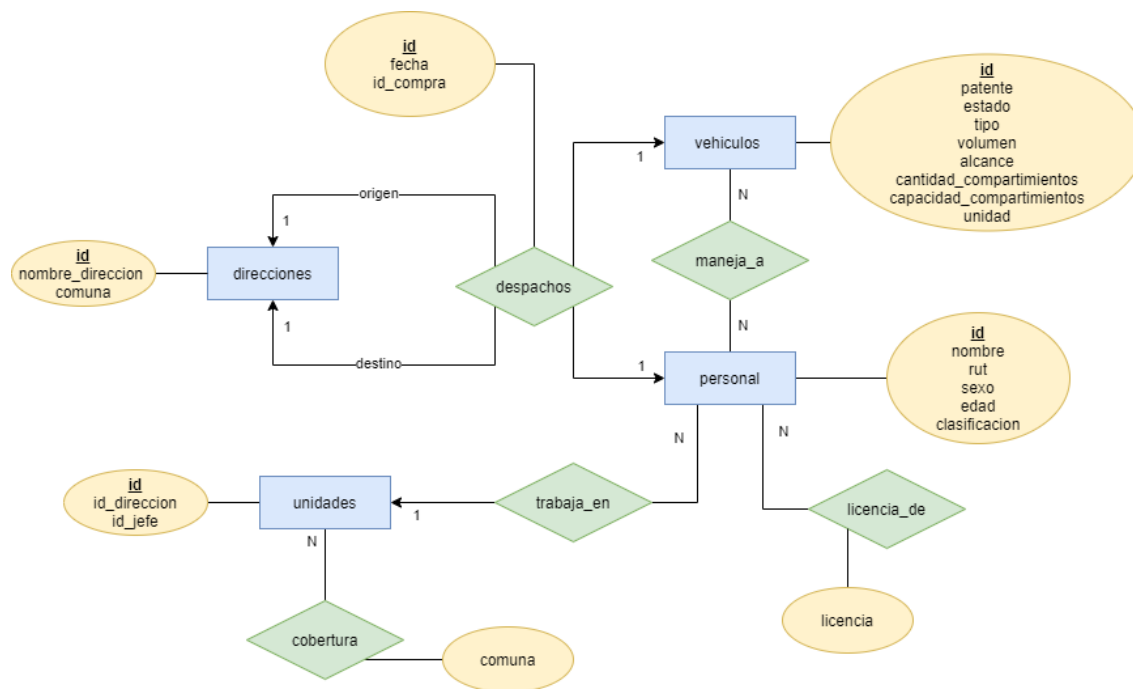 id
fecha
id_compra
id
patente
estado
tipo
volumen
alcance
cantidad_compartimientos
capacidad_compartimientos
unidad
vehiculos
1
N
origen
1
id
nombre_direccion
comuna
direcciones
despachos
maneja_a
1
destino
N
1
personal
id
nombre
rut
sexo
edad
clasificacion
N
N
id
id_direccion
id_jefe
unidades
1
trabaja_en
licencia_de
N
cobertura
comuna
licencia